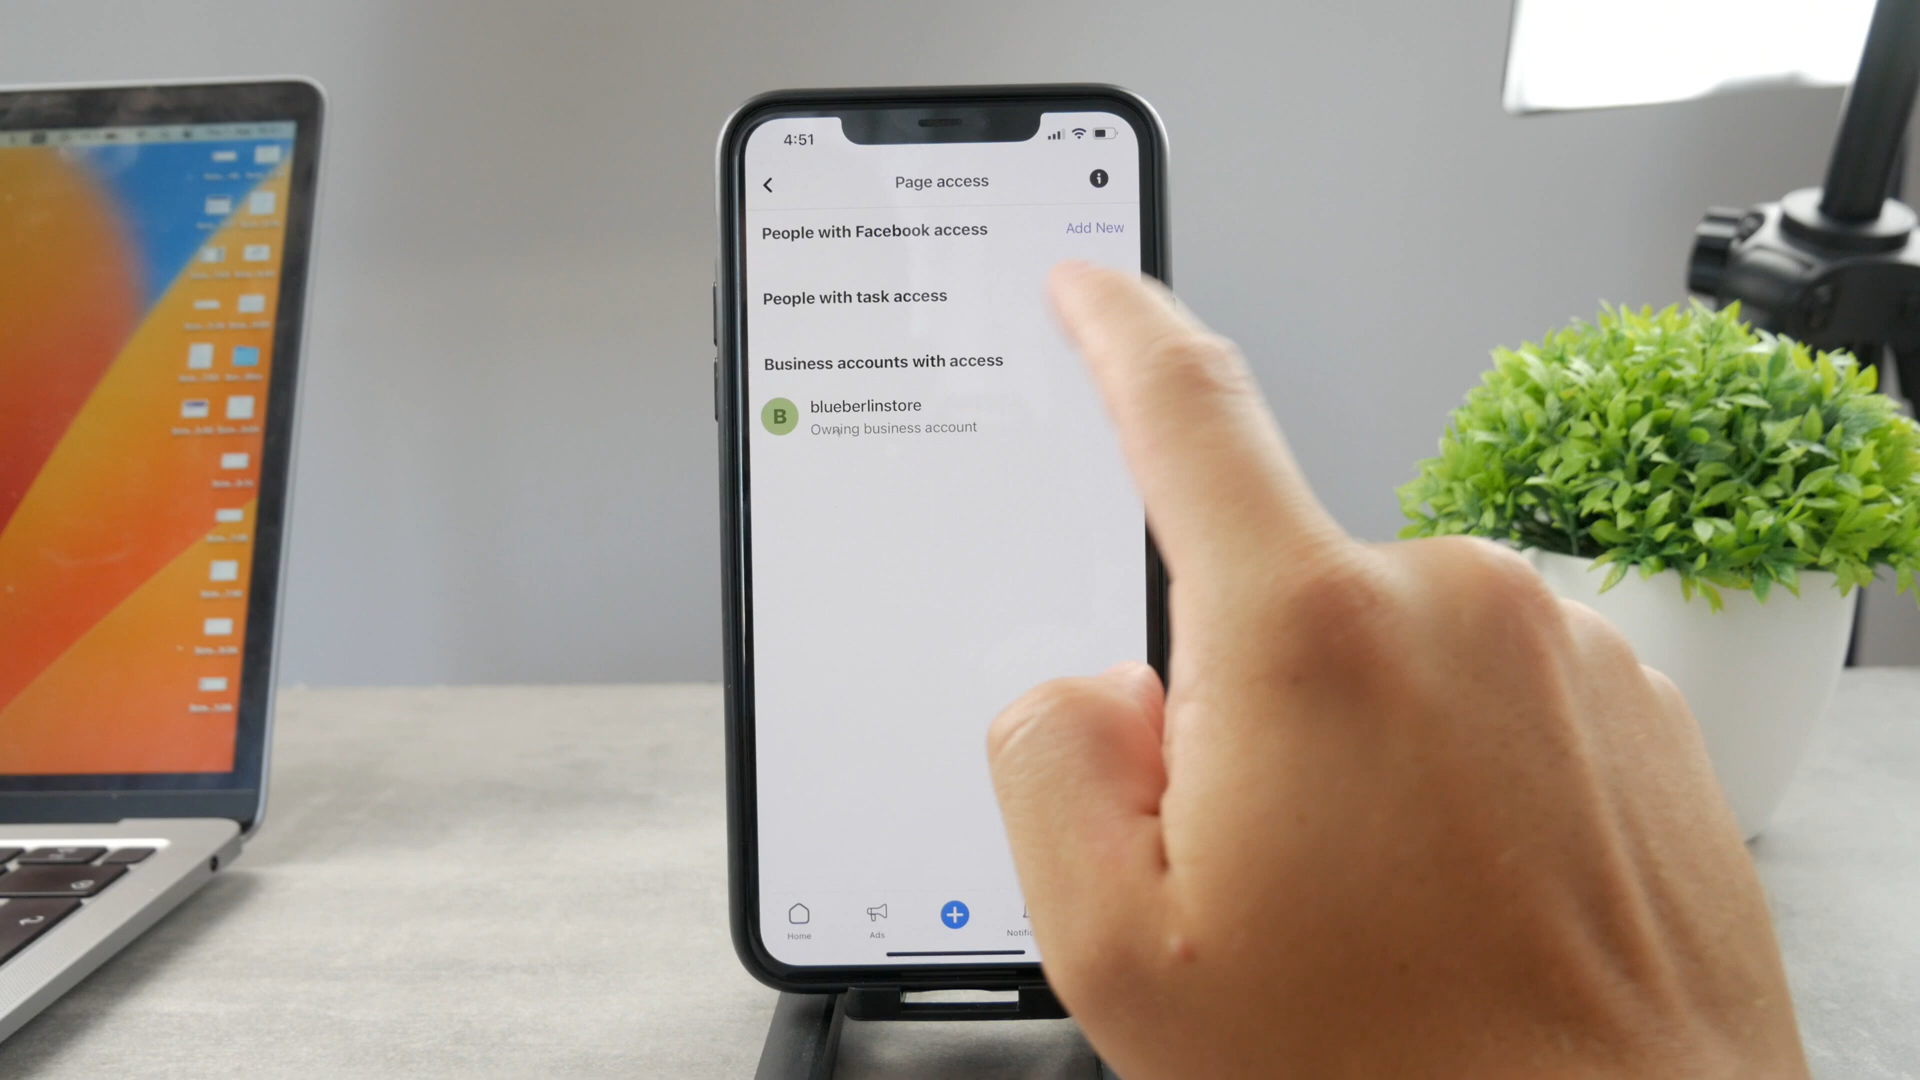 4:51
Page access
People with Facebook access
Add New
People with task access
Business accounts with access
B
blueberlinstore
Owning business account
Home
Ads